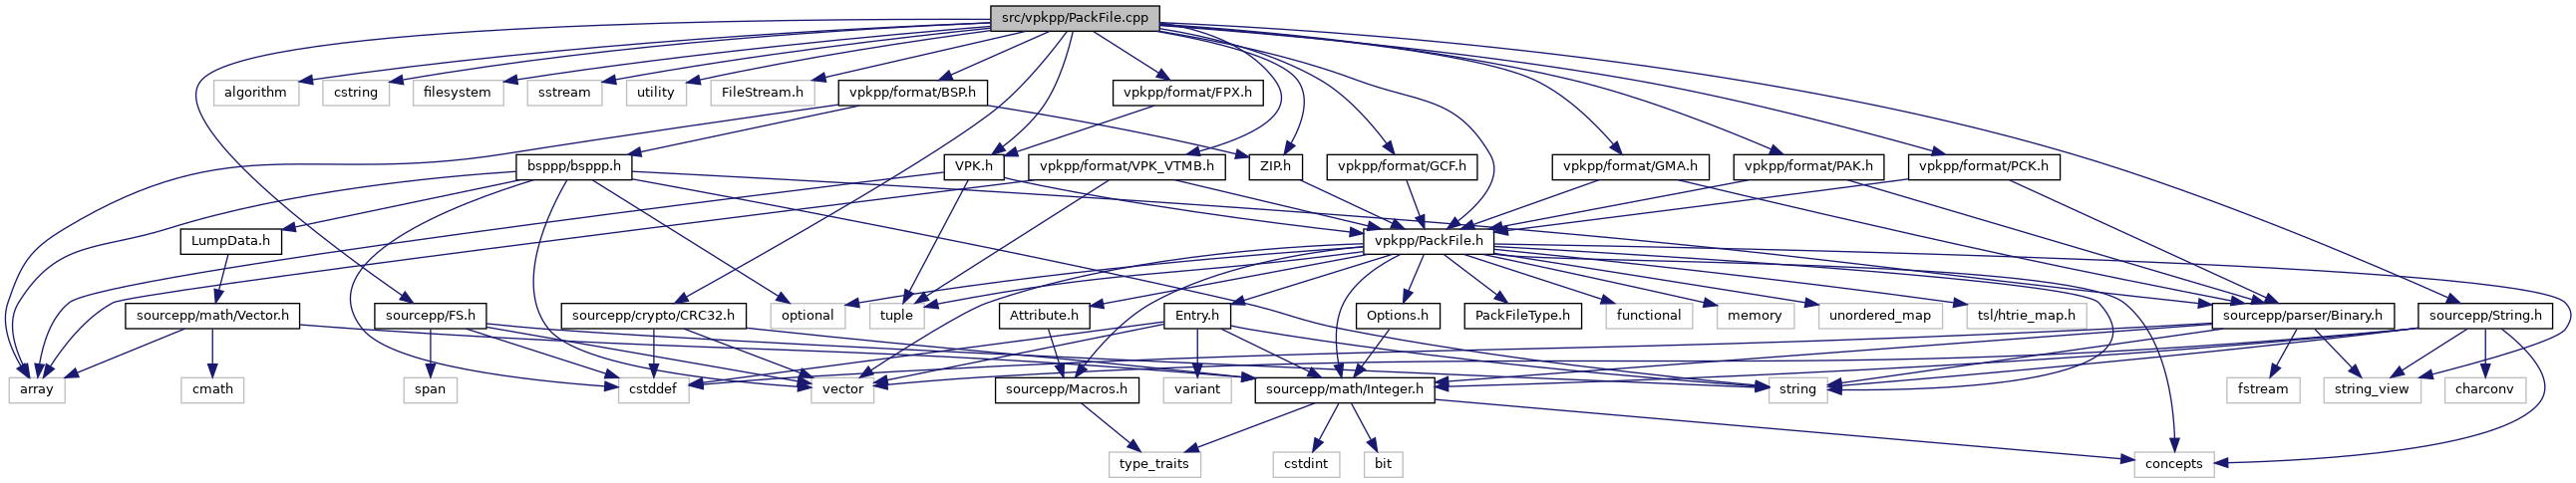 src/vpkpp/PackFile.cpp
algorithm
cstring
filesystem
sstream
utility
FileStream.h
vpkpp/format/BSP.h
vpkpp/format/FPX.h
bsppp/bsppp.h
VPK.h
vpkpp/format/VPK_VTMB.h
ZIP.h
vpkpp/format/GCF.h
vpkpp/format/GMA.h
vpkpp/format/PAK.h
vpkpp/format/PCK.h
LumpData.h
vpkpp/PackFile.h
sourcepp/math/Vector.h
sourcepp/FS.h
sourcepp/crypto/CRC32.h
optional
tuple
Attribute.h
Entry.h
Options.h
PackFileType.h
functional
memory
unordered_map
tsl/htrie_map.h
sourcepp/parser/Binary.h
sourcepp/String.h
array
cmath
span
cstddef
vector
sourcepp/Macros.h
variant
sourcepp/math/Integer.h
string
fstream
string_view
charconv
type_traits
cstdint
bit
concepts